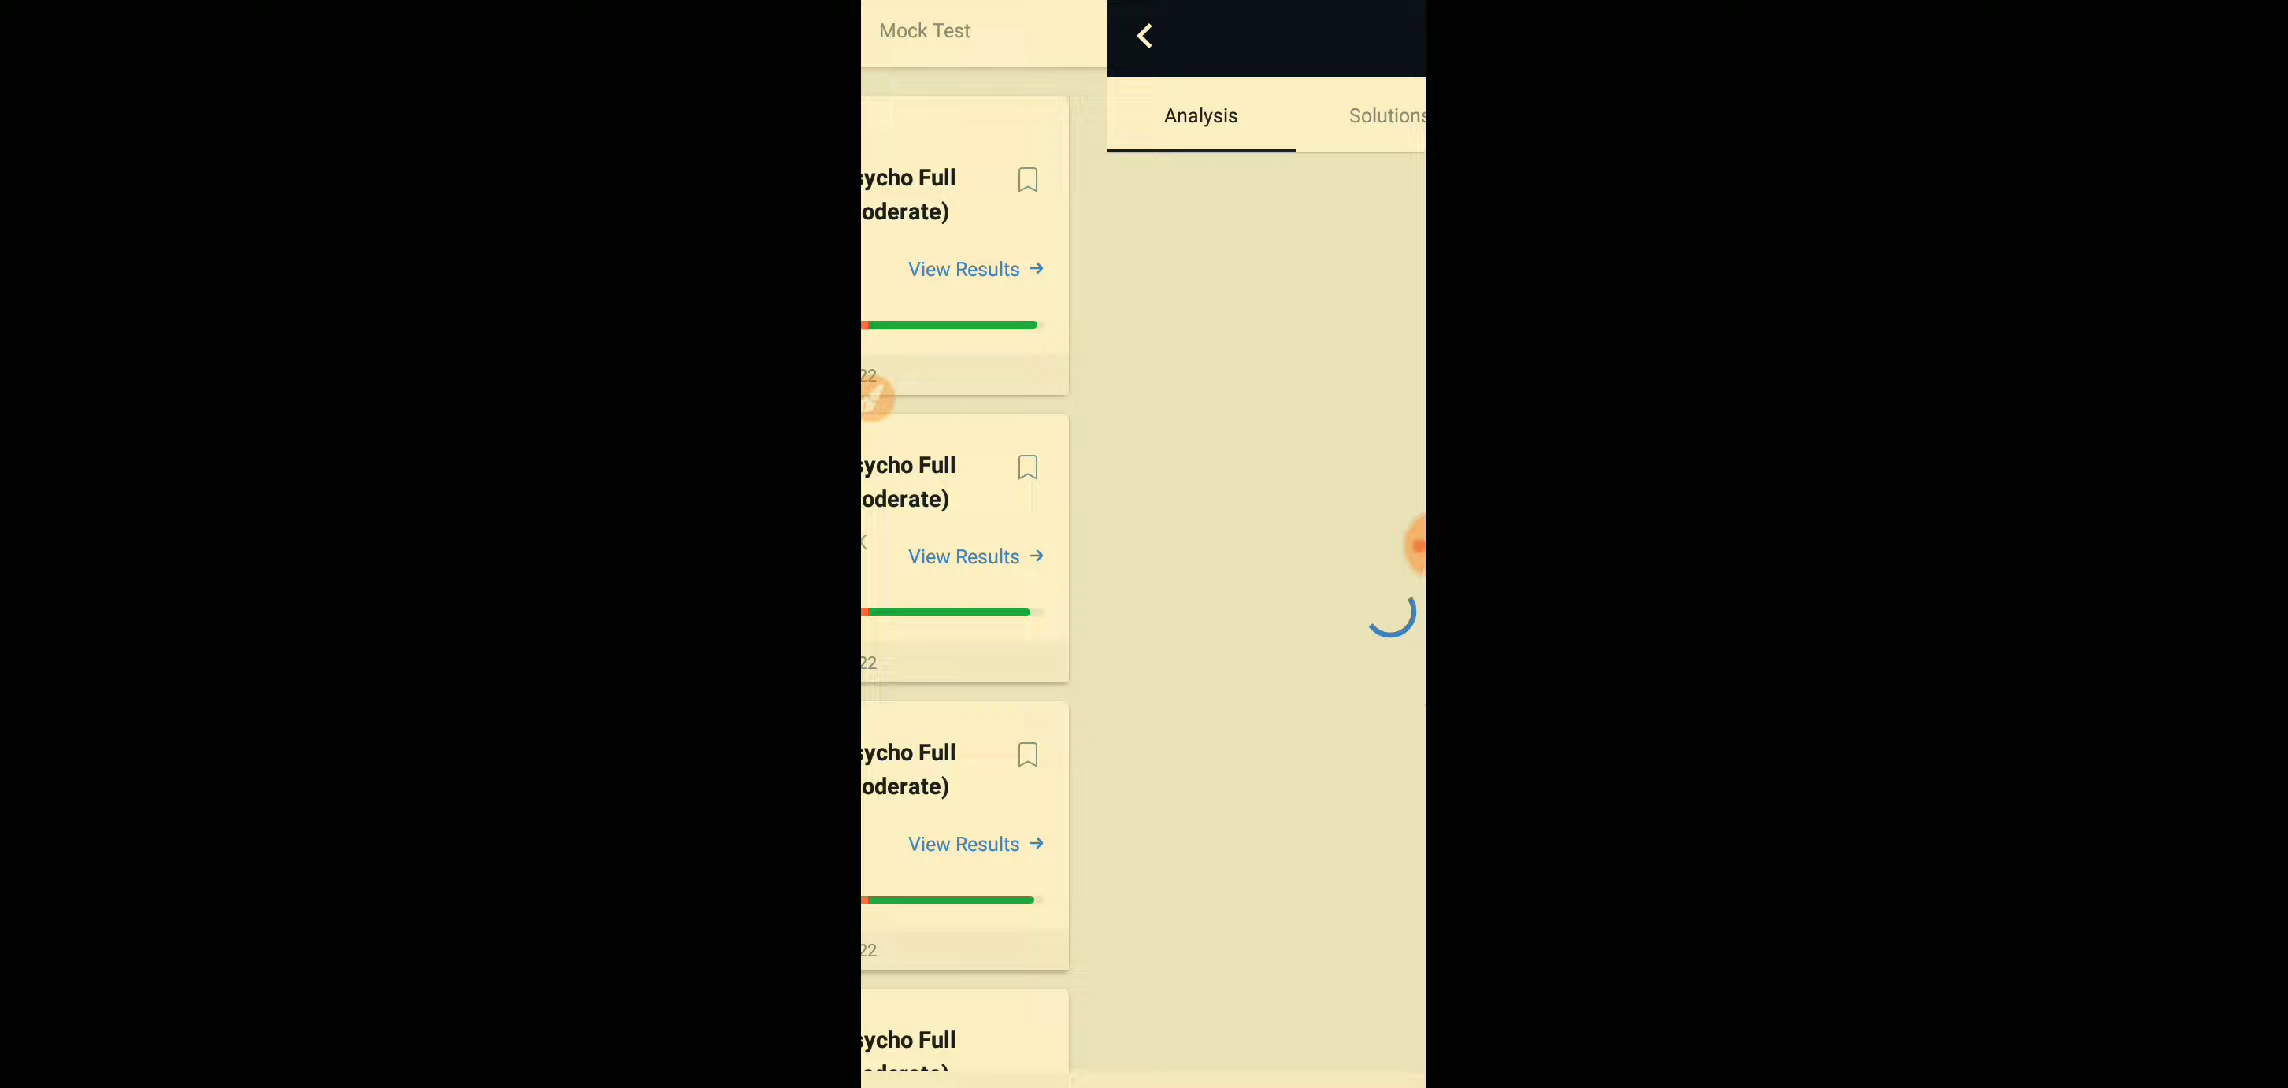 Mock Test
Analysis
Solutions
ycho Full
oderate)
View Results
22
ycho Full
oderate)
View Results
22
ycho Full
oderate)
View Results
22
ycho Full